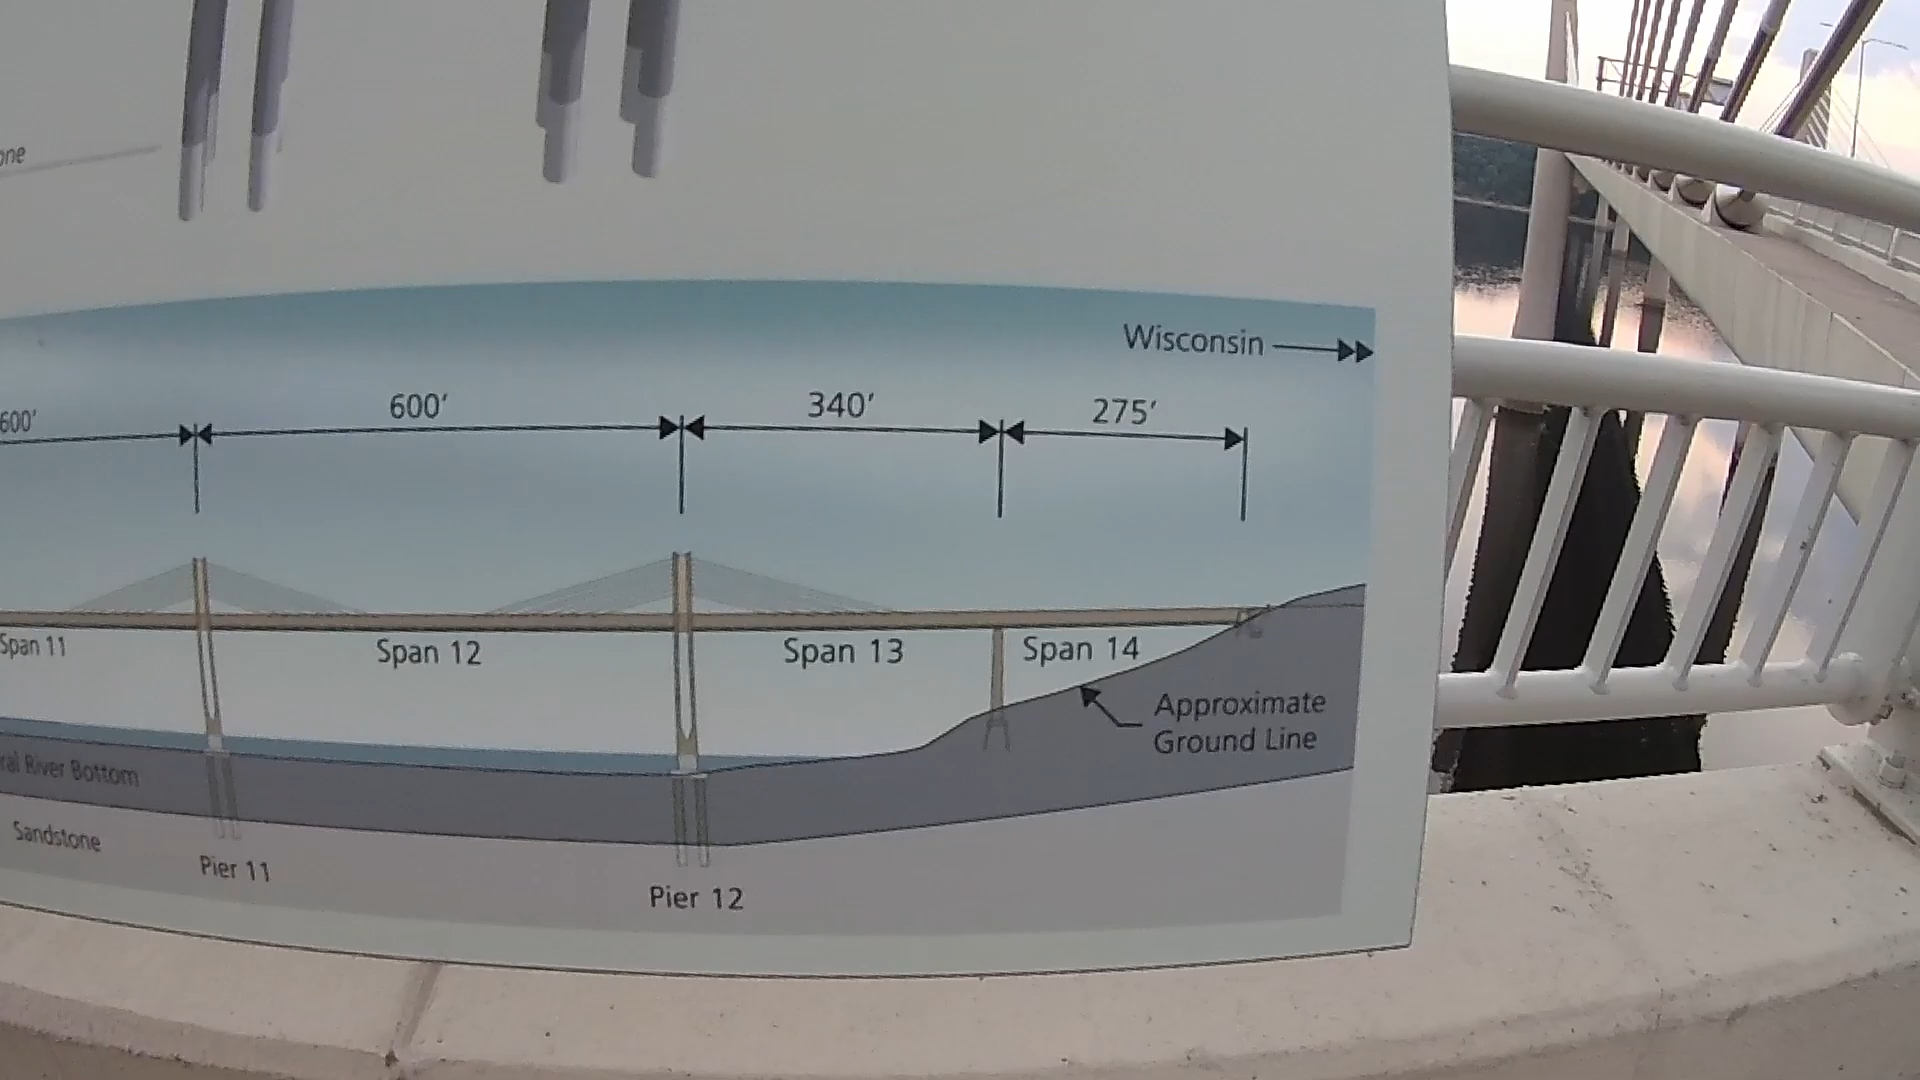 Wisconsin
600’
600’
340’
275’
Span 11
Span 12
Span 13
Span 14
Approximate
Ground Line
River Bottom
Sandstone
Pier 11
Pier 12